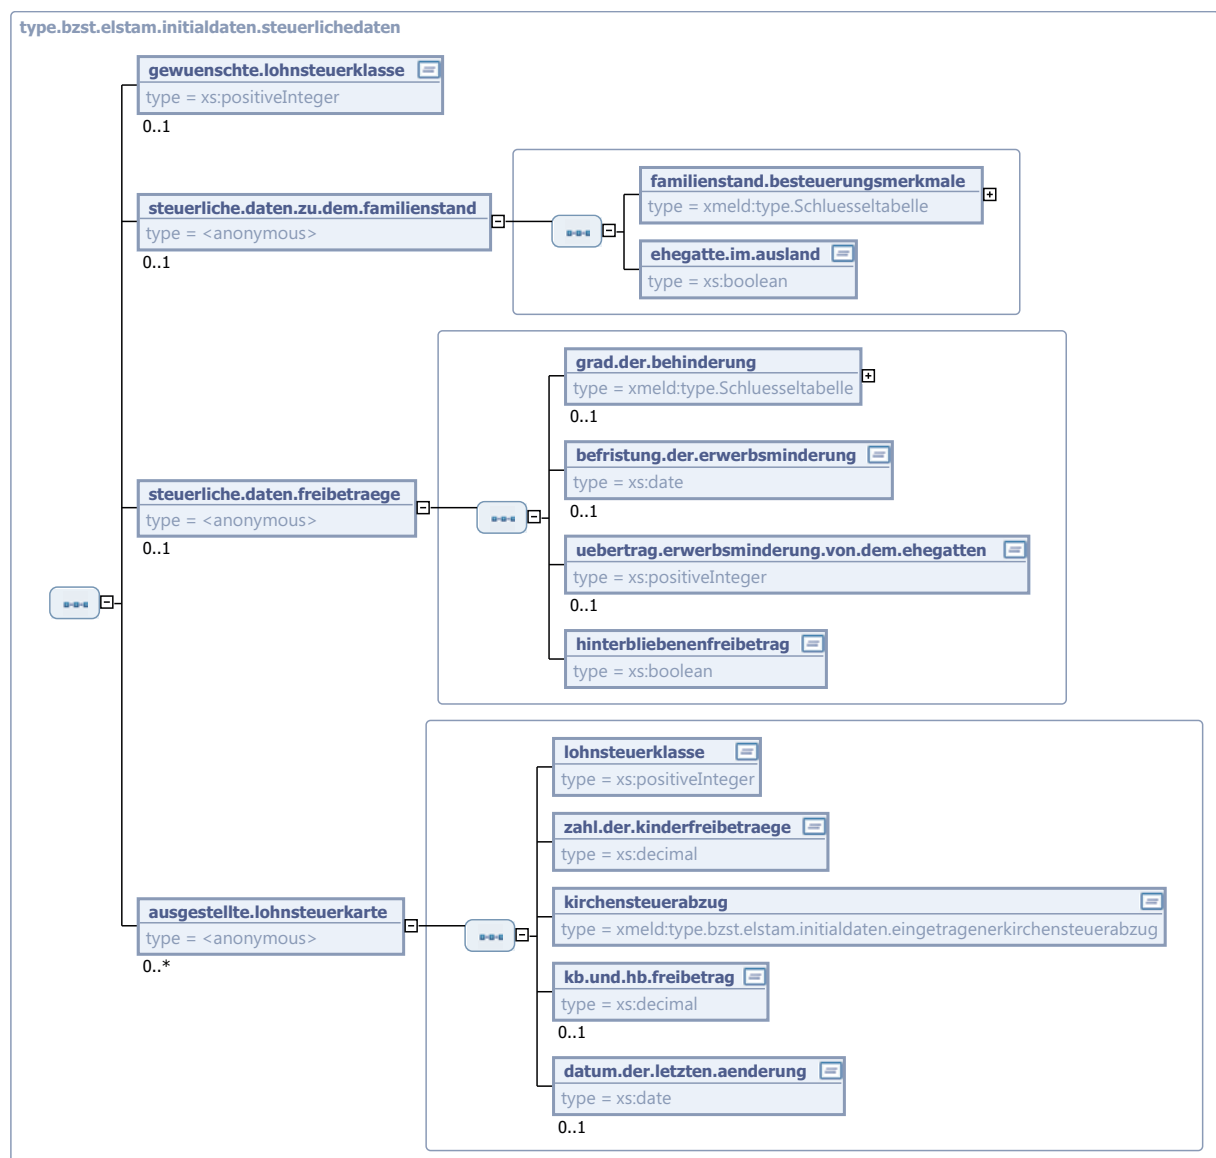 type.bzst.elstam.initialdaten.steuerlichedaten
gewuenschte.lohnsteuerklasse
type = xs:positiveInteger
0..1
steuerliche.daten.zu.dem.familienstand
type = <anonymous>
0..1
familienstand.besteuerungsmerkmale
type = xmeld:type.Schluesseltabelle
ehegatte.im.ausland
type = xs:boolean
steuerliche.daten.freibetraege
type = <anonymous>
0..1
grad.der.behinderung
type = xmeld:type.Schluesseltabelle
0..1
befristung.der.erwerbsminderung
type = xs:date
0..1
uebertrag.erwerbsminderung.von.dem.ehegatten
type = xs:positiveInteger
0..1
hinterbliebenenfreibetrag
type = xs:boolean
ausgestellte.lohnsteuerkarte
type = <anonymous>
0..*
lohnsteuerklasse
type = xs:positiveInteger
zahl.der.kinderfreibetraege
type = xs:decimal
kirchensteuerabzug
type = xmeld:type.bzst.elstam.initialdaten.eingetragenerkirchensteuerabzug
kb.und.hb.freibetrag
type = xs:decimal
0..1
datum.der.letzten.aenderung
type = xs:date
0..1